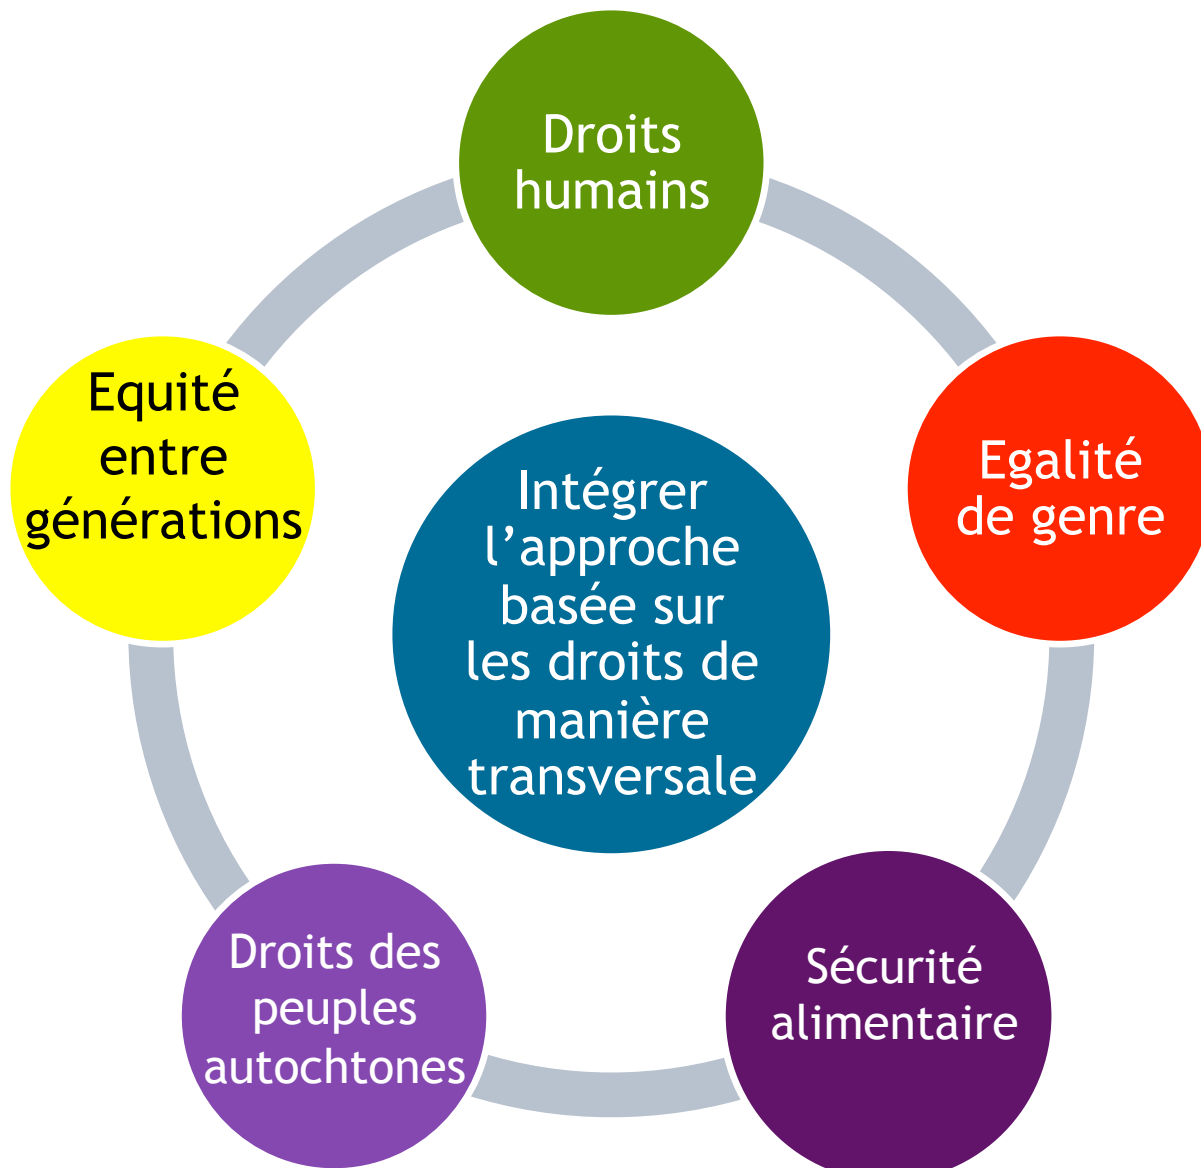 Droits
humains
Egalité
de genre
Sécurité
alimentaire
Droits des
peuples
autochtones
Equité
entre
générations
Intégrer
l’approche
basée sur
les droits de
manière
transversale